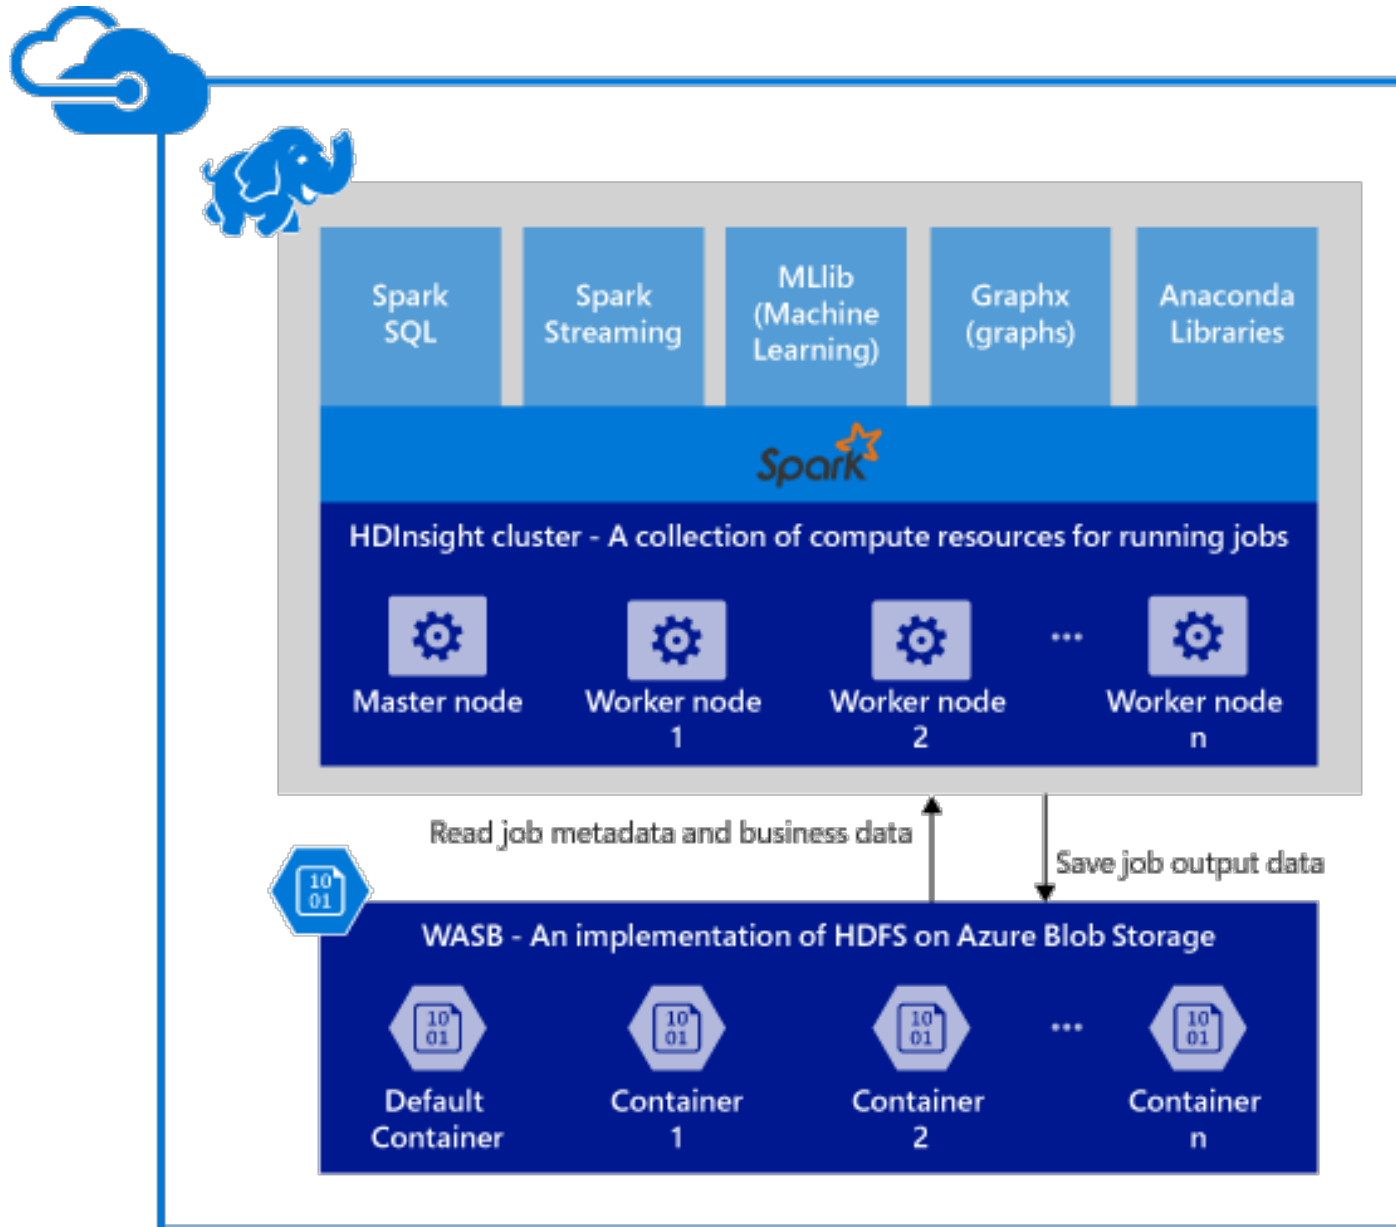 Spark
SQL
Spark
Streaming
MLlib
(Machine
Learning)
Graphx
(graphs)
Anaconda
Libraries
Spark
HDInsight cluster - A collection of compute resources for running jobs
...
Master node
Worker node
1
Worker node
2
Worker node
n
Read job metadata and business data
Save job output data
10
01
WASB - An implementation of HDFS on Azure Blob Storage
10
01
10
01
10
01
...
10
01
Default
Container
Container
1
Container
2
Container
n